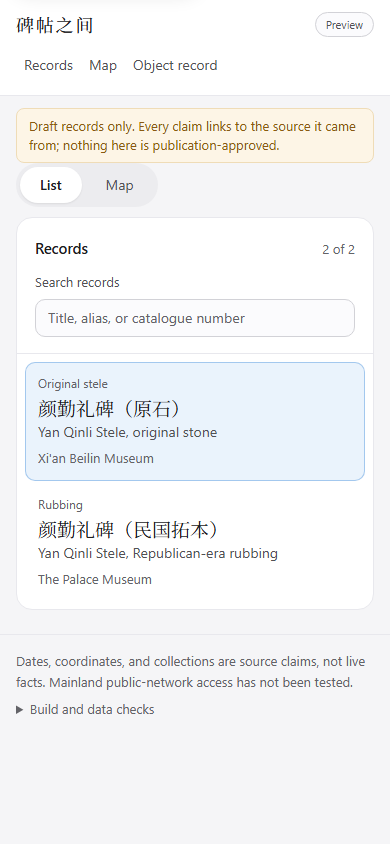 碑帖之间
Preview
Records Map Object record
Draft records only. Every claim links to the source it came
from; nothing here is publication-approved.
List Map
Records 2 of 2
Search records
Title, alias, or catalogue number
Original stele
颜勤礼碑（原石）
Yan Qinli Stele, original stone
Xi'an Beilin Museum
Rubbing
颜勤礼碑（民国拓本）
Yan Qinli Stele, Republican-era rubbing
The Palace Museum
Dates, coordinates, and collections are source claims, not live
facts. Mainland public-network access has not been tested.
Build and data checks